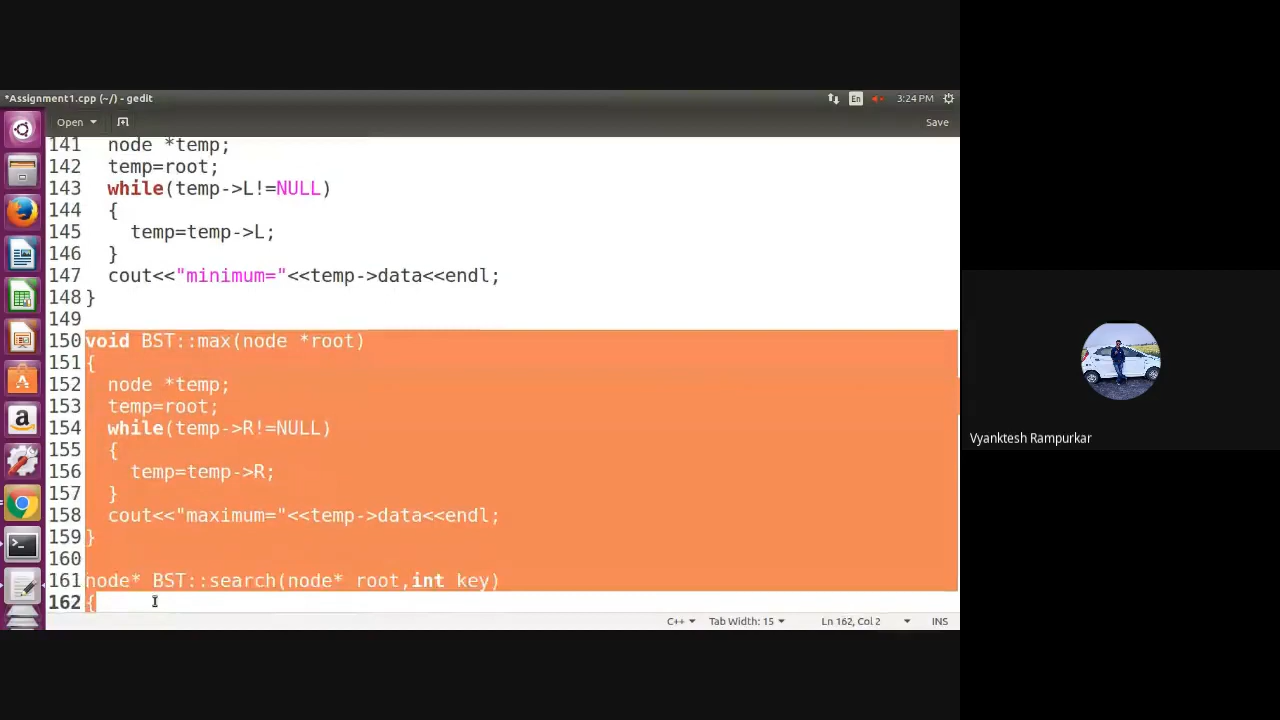 *Assignment1.cpp (~/) - gedit
En
3:24 PM
Open
Save
141 node *temp;
142 temp=root;
143 while(temp->L!=NULL)
144 {
145 temp=temp->L;
146 }
147 cout<<"minimum="<<temp->data<<endl;
148 }
149
150 void BST::max(node *root)
151 {
152 node *temp;
153 temp=root;
154 while(temp->R!=NULL)
155 {
156 temp=temp->R;
157 }
158 cout<<"maximum="<<temp->data<<endl;
159 }
160
161 node* BST::search(node* root,int key)
162 {
C++
Tab Width: 15
Ln 162, Col 2
INS
Vyanktesh Rampurkar